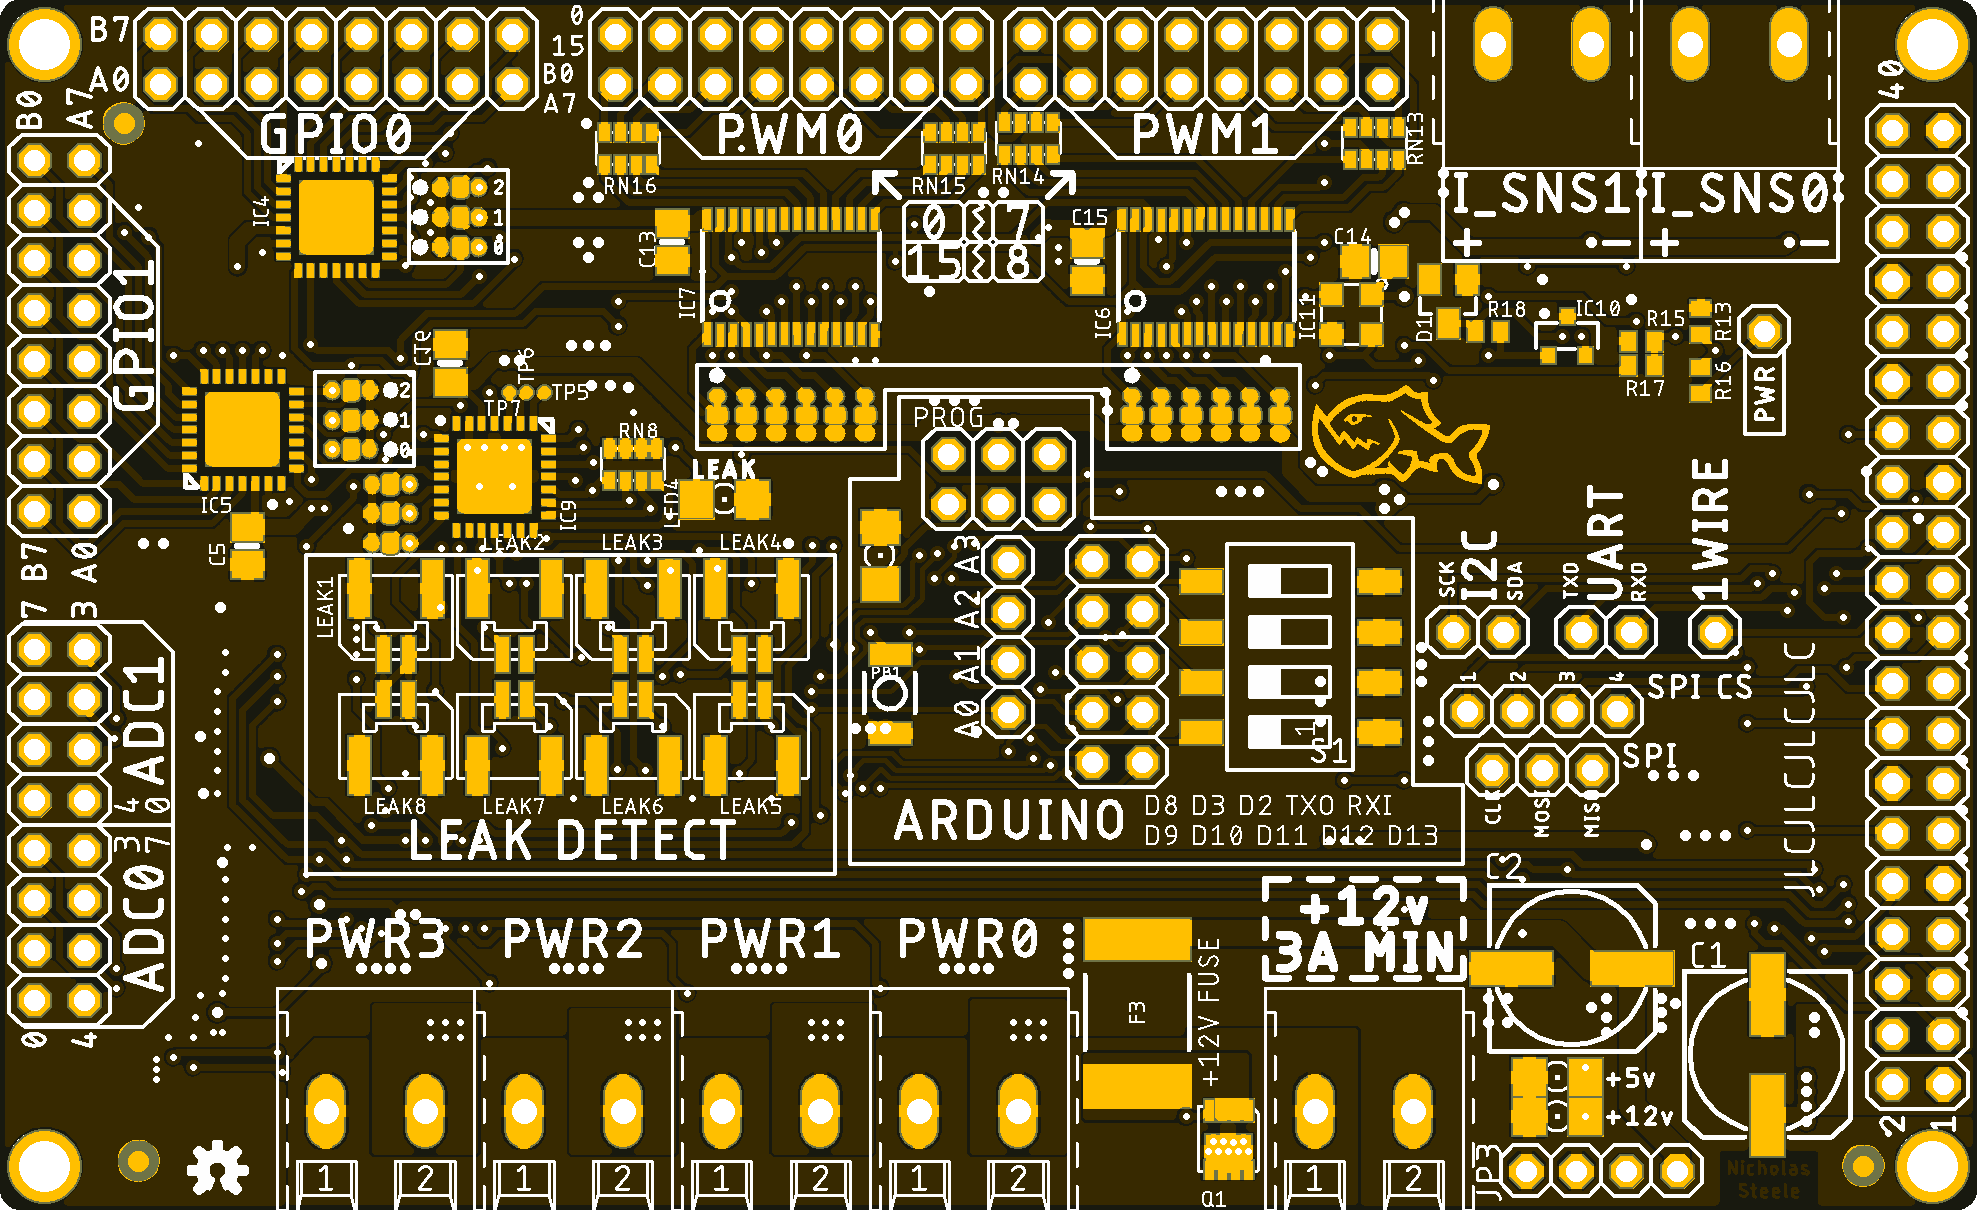 B7
A0
0
15
B0
A7
B0 A7
GPIO0
PWM0
PWM1
RN16
RN15
RN14
RN13
40
IC4
2
1
0
C13
0 7
15 8
C15
C14
I_SNS1 I_SNS0
+ - + -
GPIO1
IC7
IC6
IC11
D1
R18
IC10
R15
R13
R17
R16
PWR
TP6
TP7
TP5
2
1
0
RN8
LEAK
LED4
PROG
IC5
IC9
C5
B7 A0
7 3
LEAK1
LEAK2
LEAK3
LEAK4
LEAK8
LEAK7
LEAK6
LEAK5
LEAK DETECT
PB1
A3
A2
A1
A0
1
S1
ARDUINO
D8 D3 D2 TXO RXI
D9 D10 D11 D12 D13
I2C
SCK
SDA
UART
TXO
RXO
1WIRE
1 2 3 4
SPI CS
SPI
CLK
MOSI
MISO
JLCJLCJLCJLC
ADC1
4 0
3 7
ADC0
0 4
PWR3
PWR2
PWR1
PWR0
F3
+12V FUSE
+12v
3A MIN
C2
C1
+5v
+12v
JP3
Q1
1 2
1 2
1 2
1 2
1 2
2 1
Nicholas
Steele